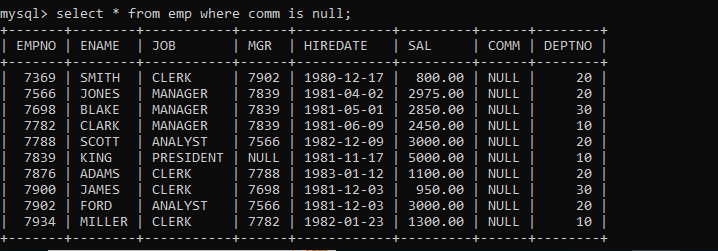 mysql> select * from emp where comm is null;
+-------+--------+-----------+------+------------+---------+------+--------+
| EMPNO | ENAME  | JOB       | MGR  | HIREDATE   | SAL     | COMM | DEPTNO |
+-------+--------+-----------+------+------------+---------+------+--------+
|  7369 | SMITH  | CLERK     | 7902 | 1980-12-17 |  800.00 | NULL |     20 |
|  7566 | JONES  | MANAGER   | 7839 | 1981-04-02 | 2975.00 | NULL |     20 |
|  7698 | BLAKE  | MANAGER   | 7839 | 1981-05-01 | 2850.00 | NULL |     30 |
|  7782 | CLARK  | MANAGER   | 7839 | 1981-06-09 | 2450.00 | NULL |     10 |
|  7788 | SCOTT  | ANALYST   | 7566 | 1982-12-09 | 3000.00 | NULL |     20 |
|  7839 | KING   | PRESIDENT | NULL | 1981-11-17 | 5000.00 | NULL |     10 |
|  7876 | ADAMS  | CLERK     | 7788 | 1983-01-12 | 1100.00 | NULL |     20 |
|  7900 | JAMES  | CLERK     | 7698 | 1981-12-03 |  950.00 | NULL |     30 |
|  7902 | FORD   | ANALYST   | 7566 | 1981-12-03 | 3000.00 | NULL |     20 |
|  7934 | MILLER | CLERK     | 7782 | 1982-01-23 | 1300.00 | NULL |     10 |
+-------+--------+-----------+------+------------+---------+------+--------+